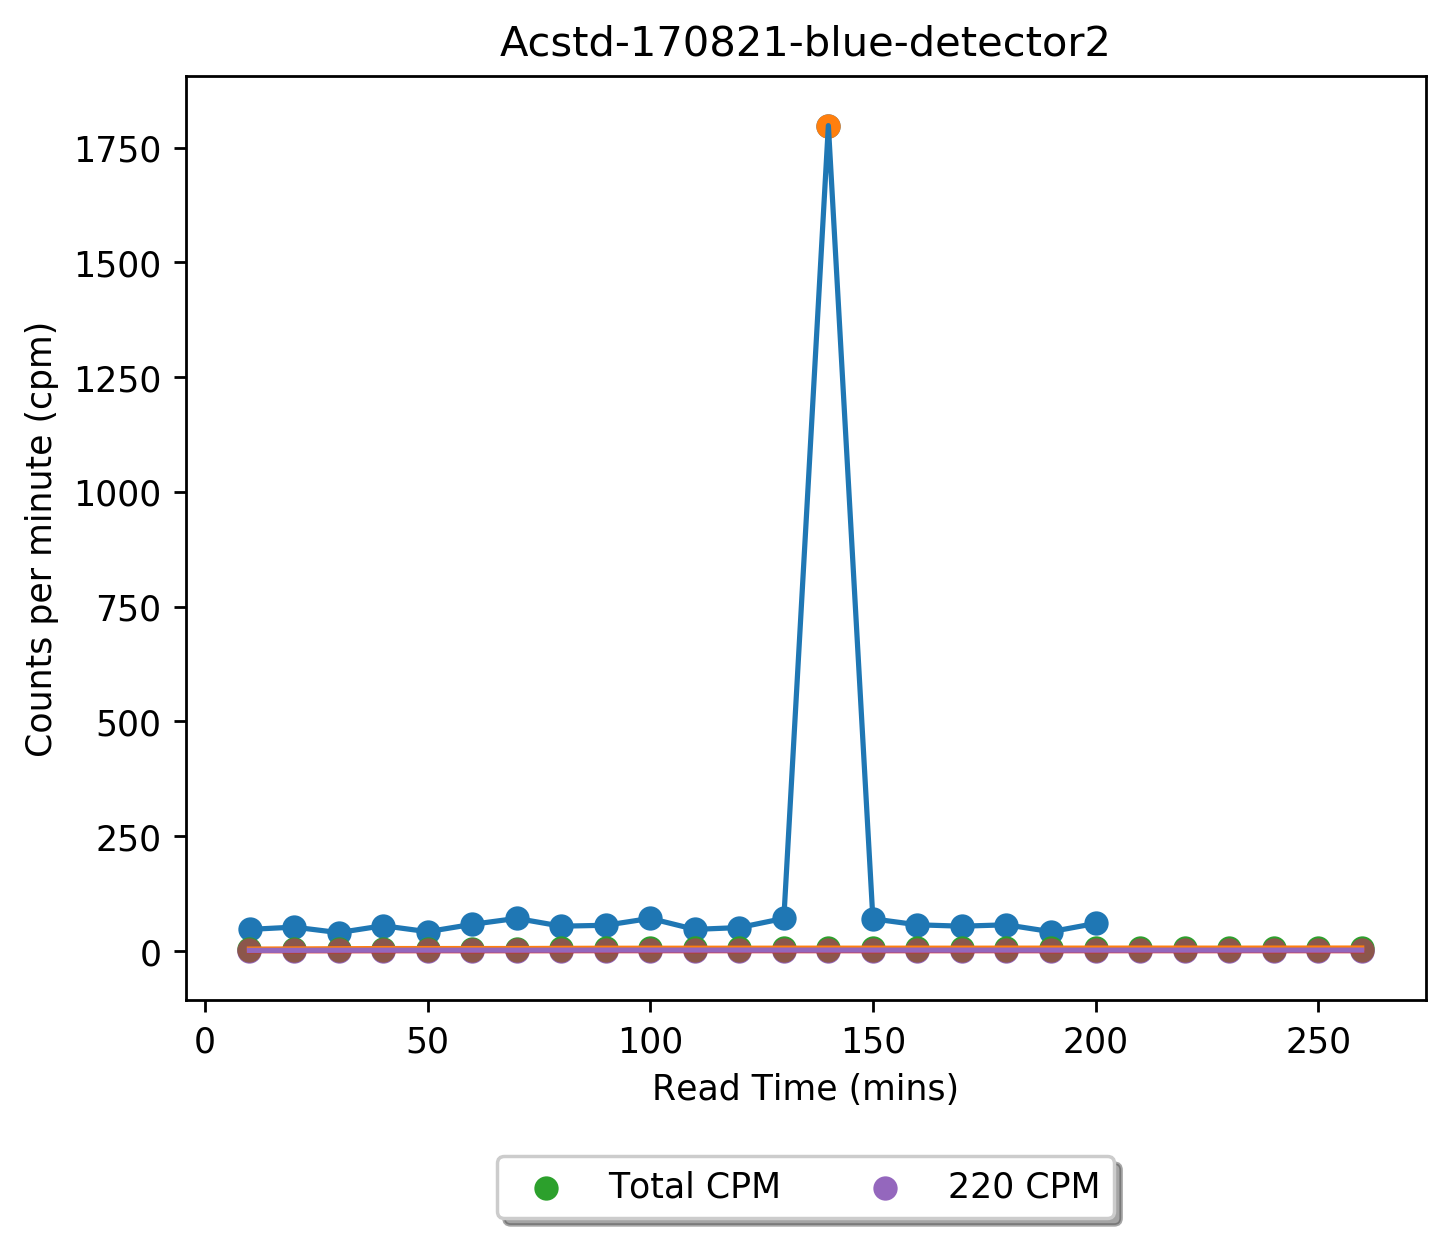 Acstd-170821-blue-detector2
Counts per minute (cpm)
1750
1500
1250
1000
750
500
250
0
0 50 100 150 200 250
Read Time (mins)
Total CPM 220 CPM